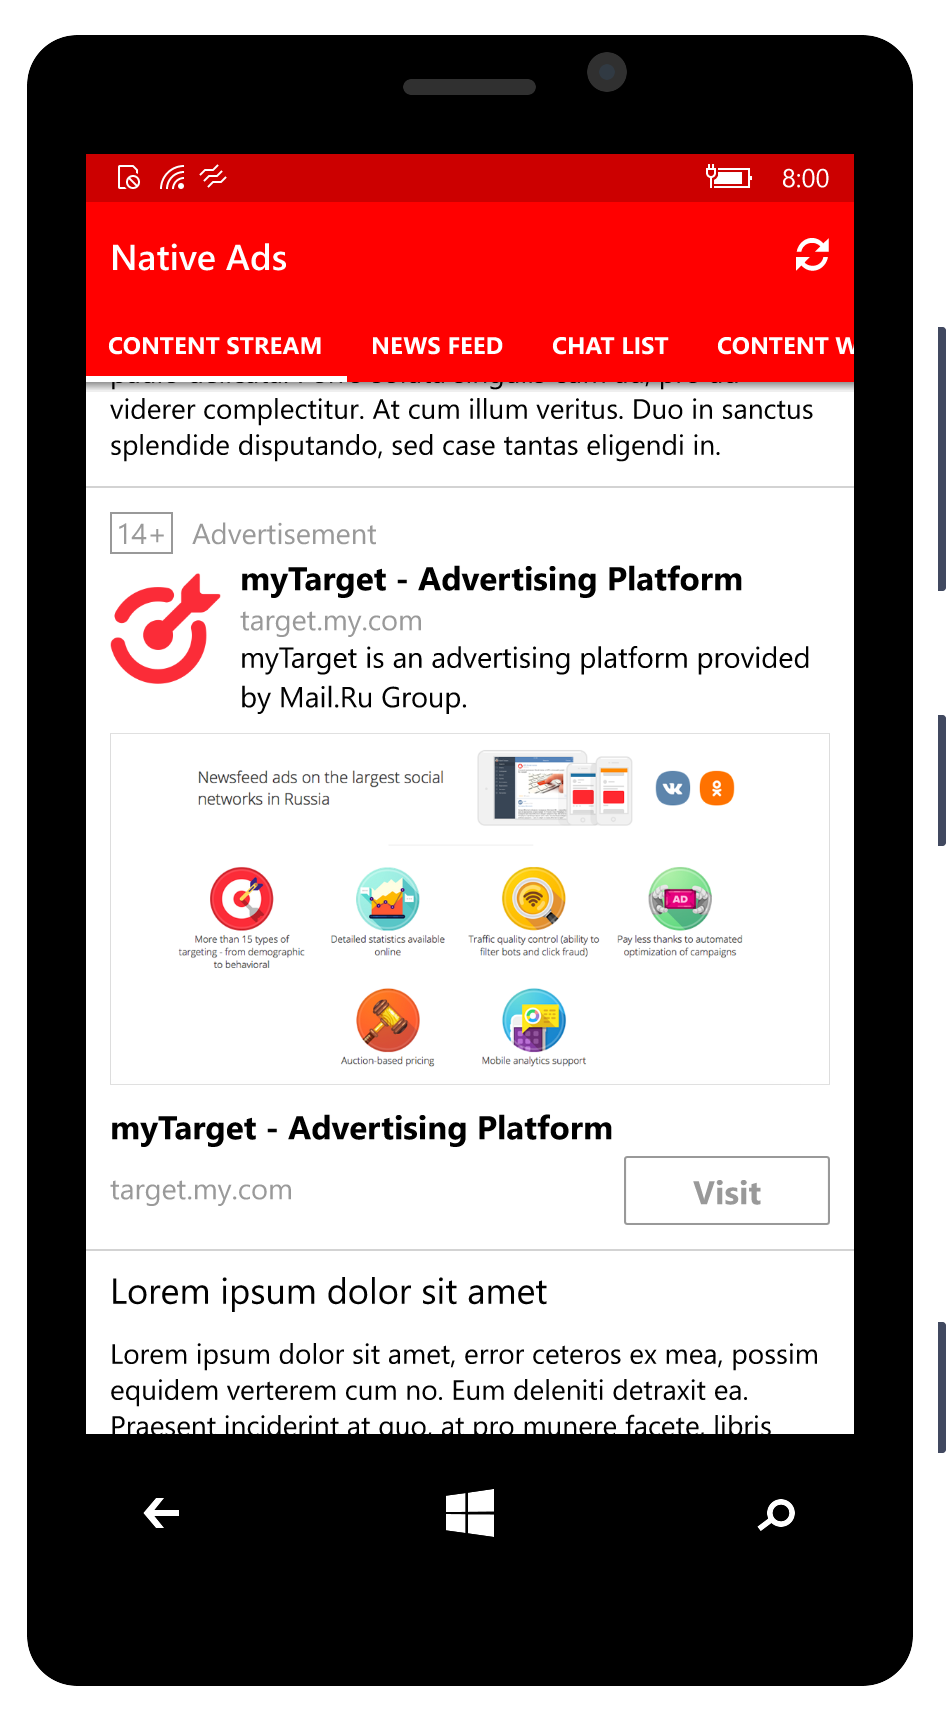 8:00
Native Ads
CONTENT STREAM NEWS FEED CHAT LIST CONTENT W
viderer complectitur. At cum illum veritus. Duo in sanctus
splendide disputando, sed case tantas eligendi in.
14+ Advertisement
myTarget - Advertising Platform
target.my.com
myTarget is an advertising platform provided
by Mail.Ru Group.
Newsfeed ads on the largest social
networks in Russia
More than 15 types of
targeting - from demographic
to behavioral
Detailed statistics available
online
Traffic quality control (ability to
filter bots and click fraud)
AD
Pay less thanks to automated
optimization of campaigns
Auction-based pricing
Mobile analytics support
myTarget - Advertising Platform
target.my.com
Visit
Lorem ipsum dolor sit amet
Lorem ipsum dolor sit amet, error ceteros ex mea, possim
equidem verterem cum no. Eum deleniti detraxit ea.
Praesent inciderint at quo, at pro munere facete, libris